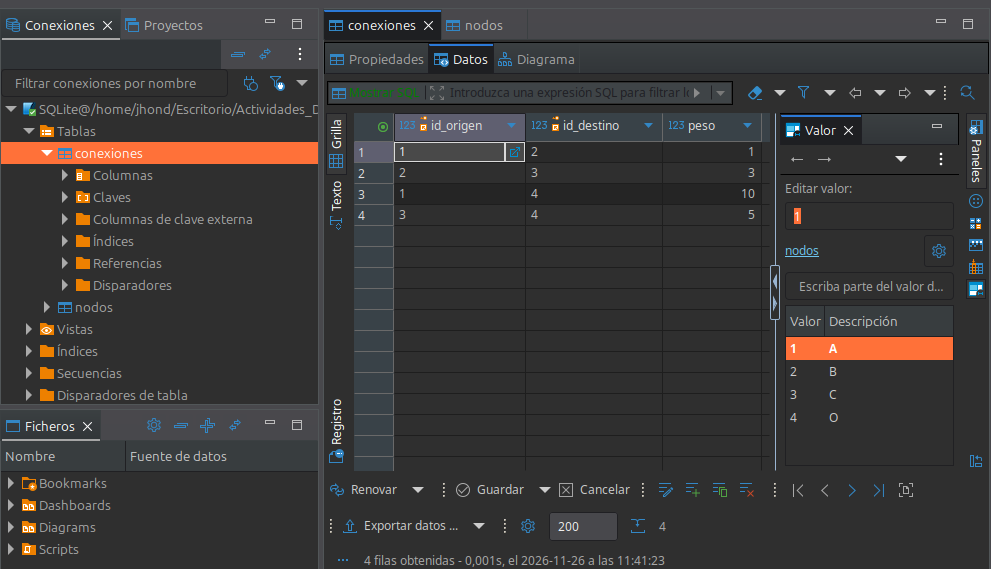 Conexiones
Proyectos
Filtrar conexiones por nombre
SQLite@/home/jhond/Escritorio/Actividades_D
Tablas
conexiones
Columnas
Claves
Columnas de clave externa
Índices
Referencias
Disparadores
nodos
Vistas
Índices
Secuencias
Disparadores de tabla
Ficheros
Nombre Fuente de datos
Bookmarks
Dashboards
Diagrams
Scripts
conexiones nodos
Propiedades Datos Diagrama
Mostrar SQL Introduzca una expresión SQL para filtrar l
Grilla
Texto
Registro
123 id_origen 123 id_destino 123 peso
1 1 2 1
2 2 3 3
3 1 4 10
4 3 4 5
Valor
Editar valor:
1
nodos
Escriba parte del valor d...
Valor Descripción
1 A
2 B
3 C
4 O
Paneles
Renovar Guardar Cancelar
Exportar datos ... 200 4
4 filas obtenidas - 0,001s, el 2026-11-26 a las 11:41:23